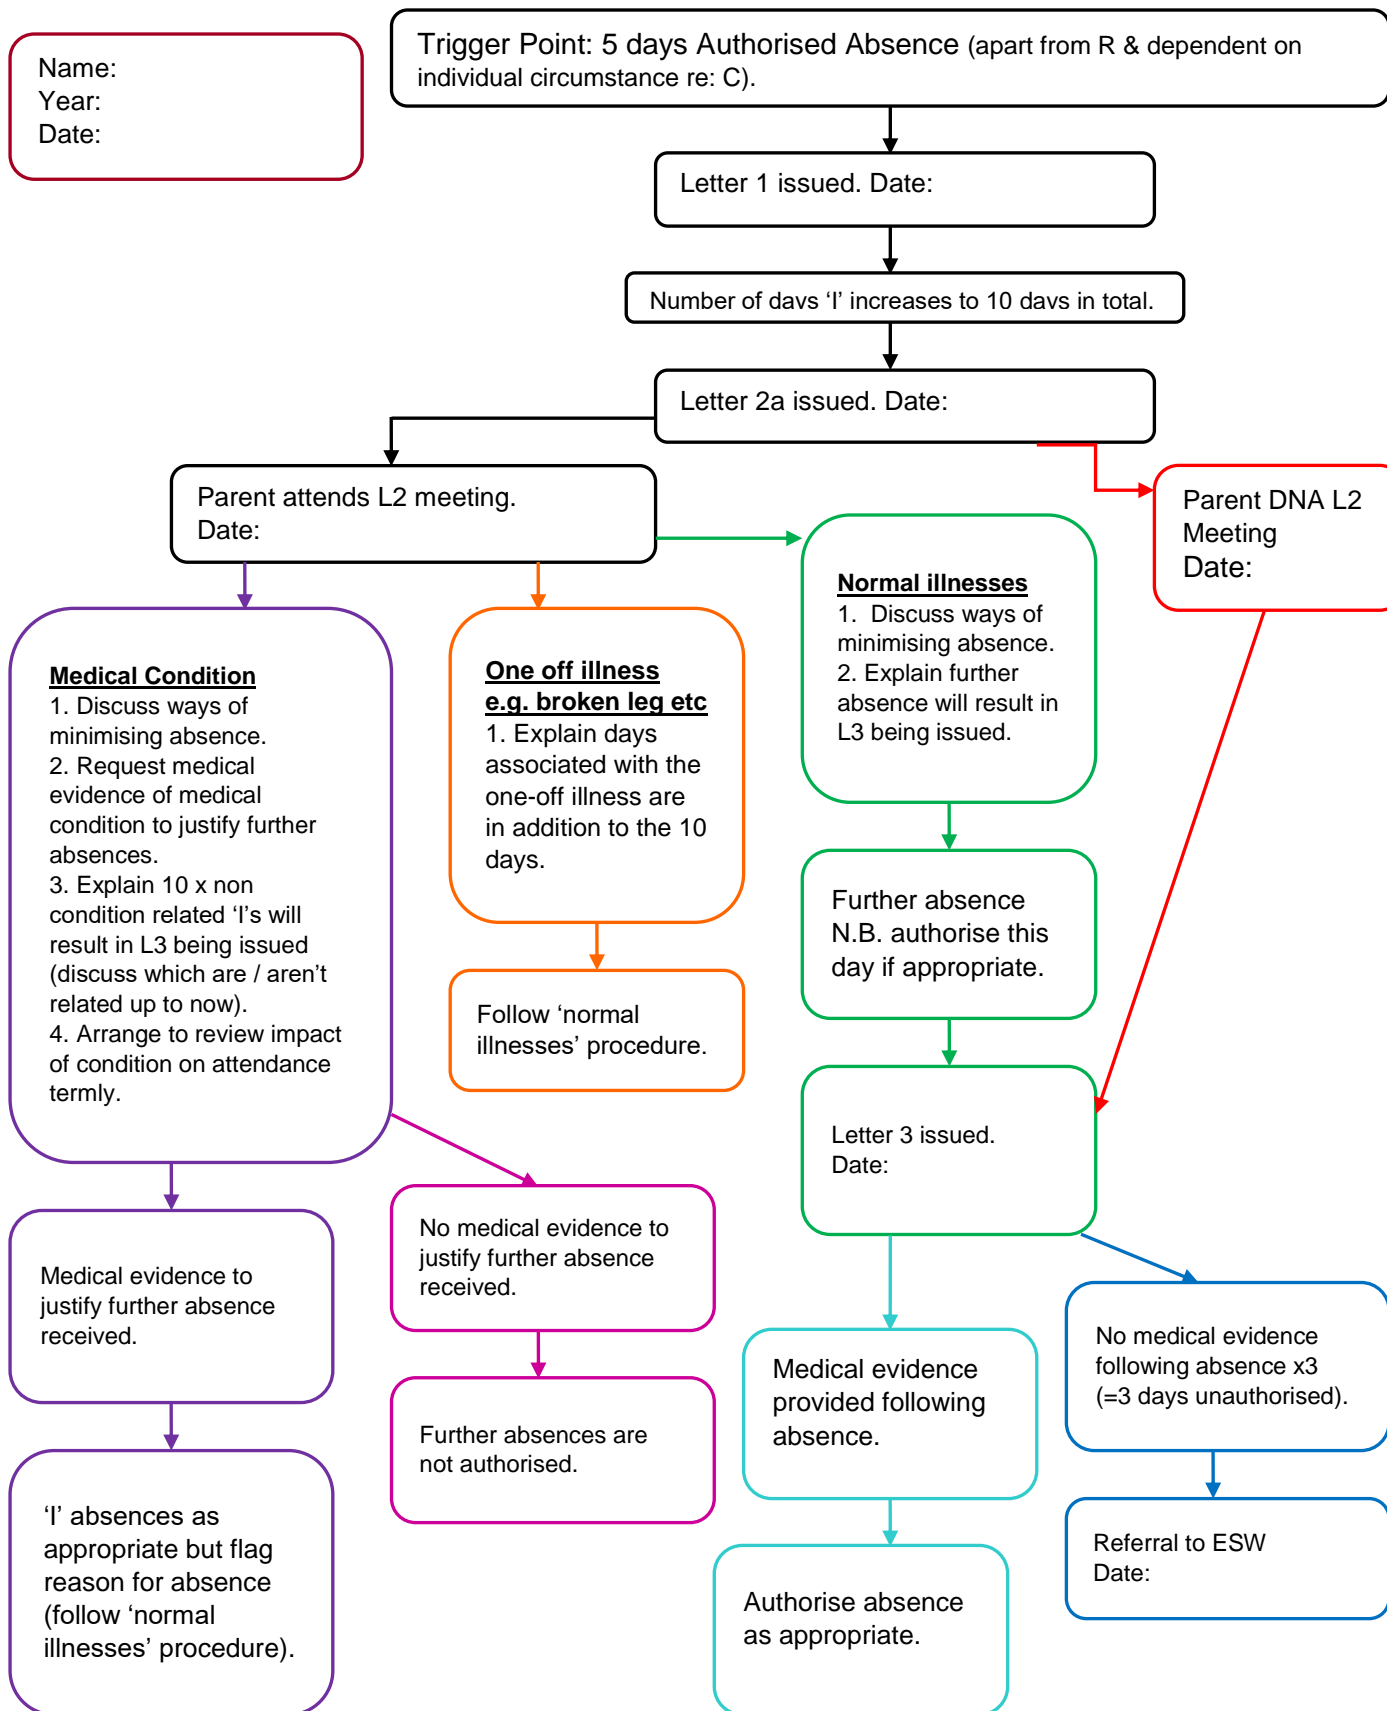 Name:
Year:
Date:
Trigger Point: 5 days Authorised Absence (apart from R & dependent on
individual circumstance re: C).
Letter 1 issued. Date:
Number of days ‘I’ increases to 10 days in total.
Letter 2a issued. Date:
Parent attends L2 meeting.
Date:
Parent DNA L2
Meeting
Date:
Medical Condition
1. Discuss ways of
minimising absence.
2. Request medical
evidence of medical
condition to justify further
absences.
3. Explain 10 x non
condition related ‘I’s will
result in L3 being issued
(discuss which are / aren’t
related up to now).
4. Arrange to review impact
of condition on attendance
termly.
One off illness
e.g. broken leg etc
1. Explain days
associated with the
one-off illness are
in addition to the 10
days.
Normal illnesses
1. Discuss ways of
minimising absence.
2. Explain further
absence will result in
L3 being issued.
Further absence
N.B. authorise this
day if appropriate.
Follow ‘normal
illnesses’ procedure.
Letter 3 issued.
Date:
Medical evidence to
justify further absence
received.
No medical evidence to
justify further absence
received.
Medical evidence
provided following
absence.
No medical evidence
following absence x3
(=3 days unauthorised).
‘I’ absences as
appropriate but flag
reason for absence
(follow ‘normal
illnesses’ procedure).
Further absences are
not authorised.
Authorise absence
as appropriate.
Referral to ESW
Date: